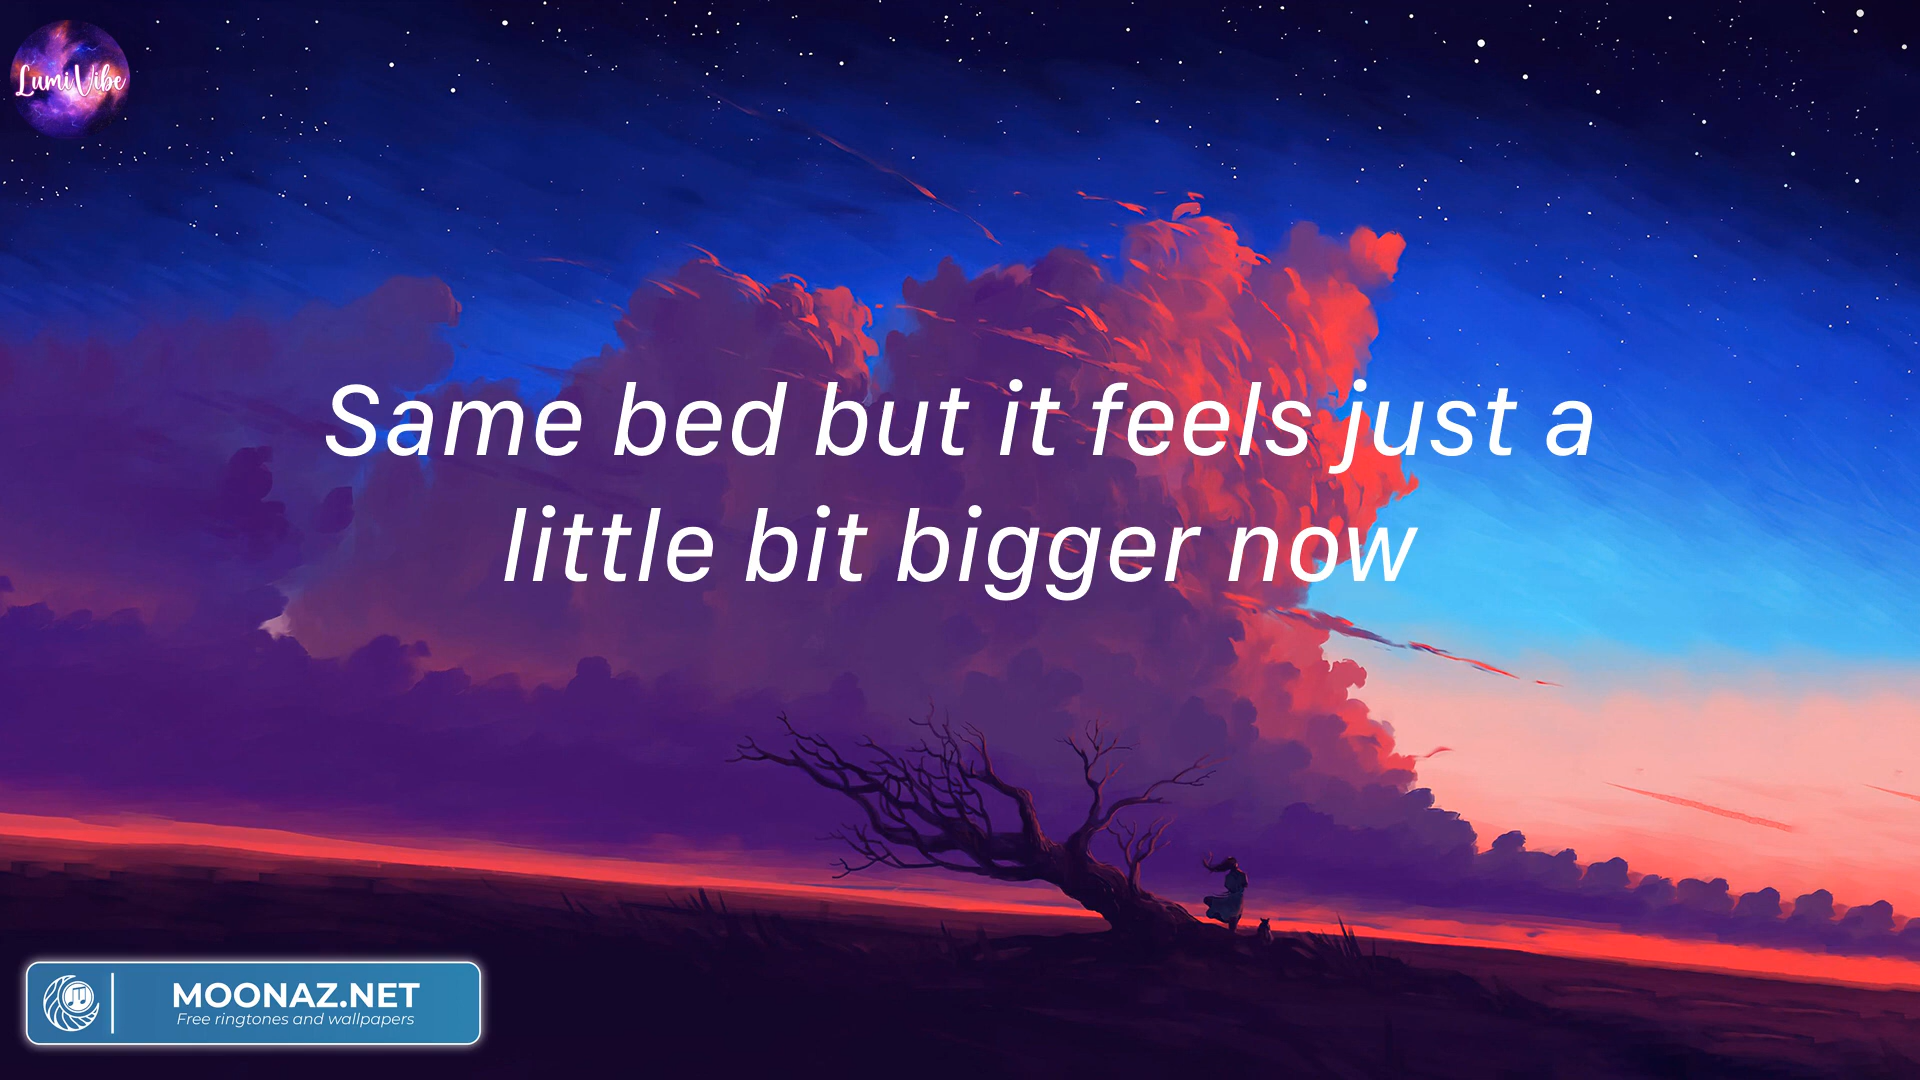 LumiVibe
Same bed but it feels just a
little bit bigger now
MOONAZ.NET
Free ringtones and wallpapers